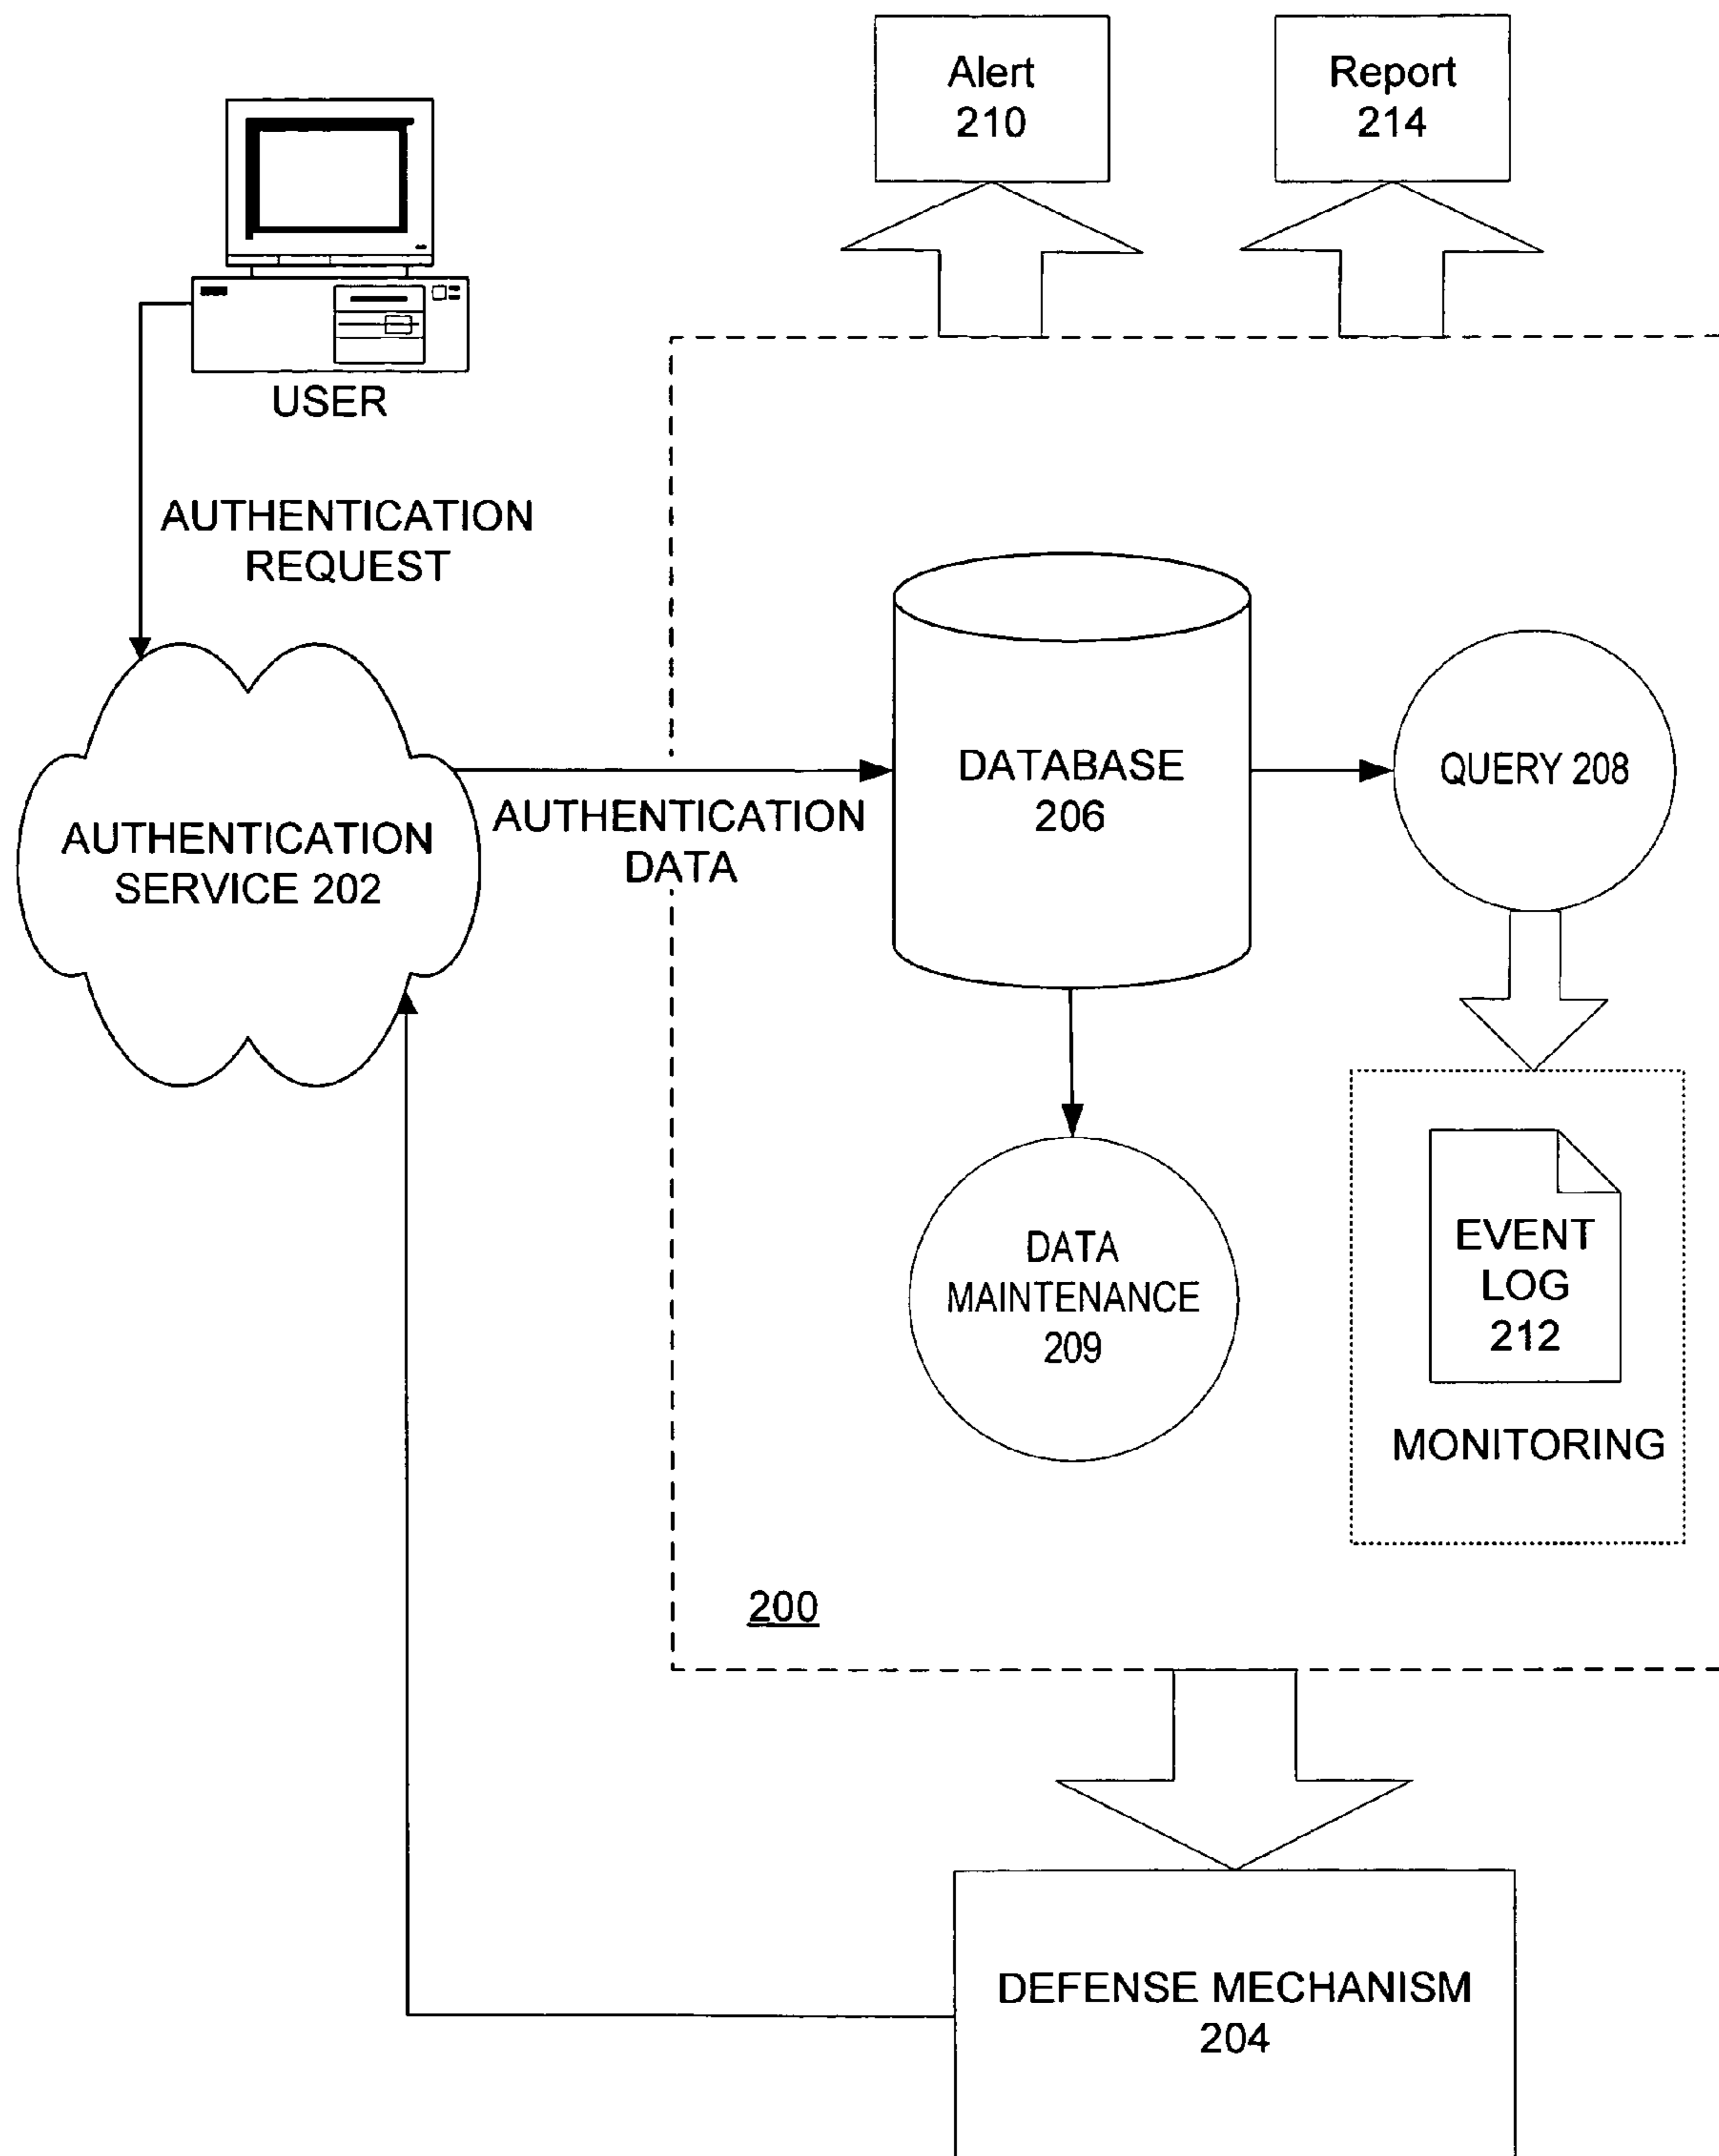 Alert
210
Report
214
USER
AUTHENTICATION
REQUEST
AUTHENTICATION
SERVICE 202
AUTHENTICATION
DATA
DATABASE
206
QUERY 208
DATA
MAINTENANCE
209
EVENT
LOG
212
MONITORING
200
DEFENSE MECHANISM
204